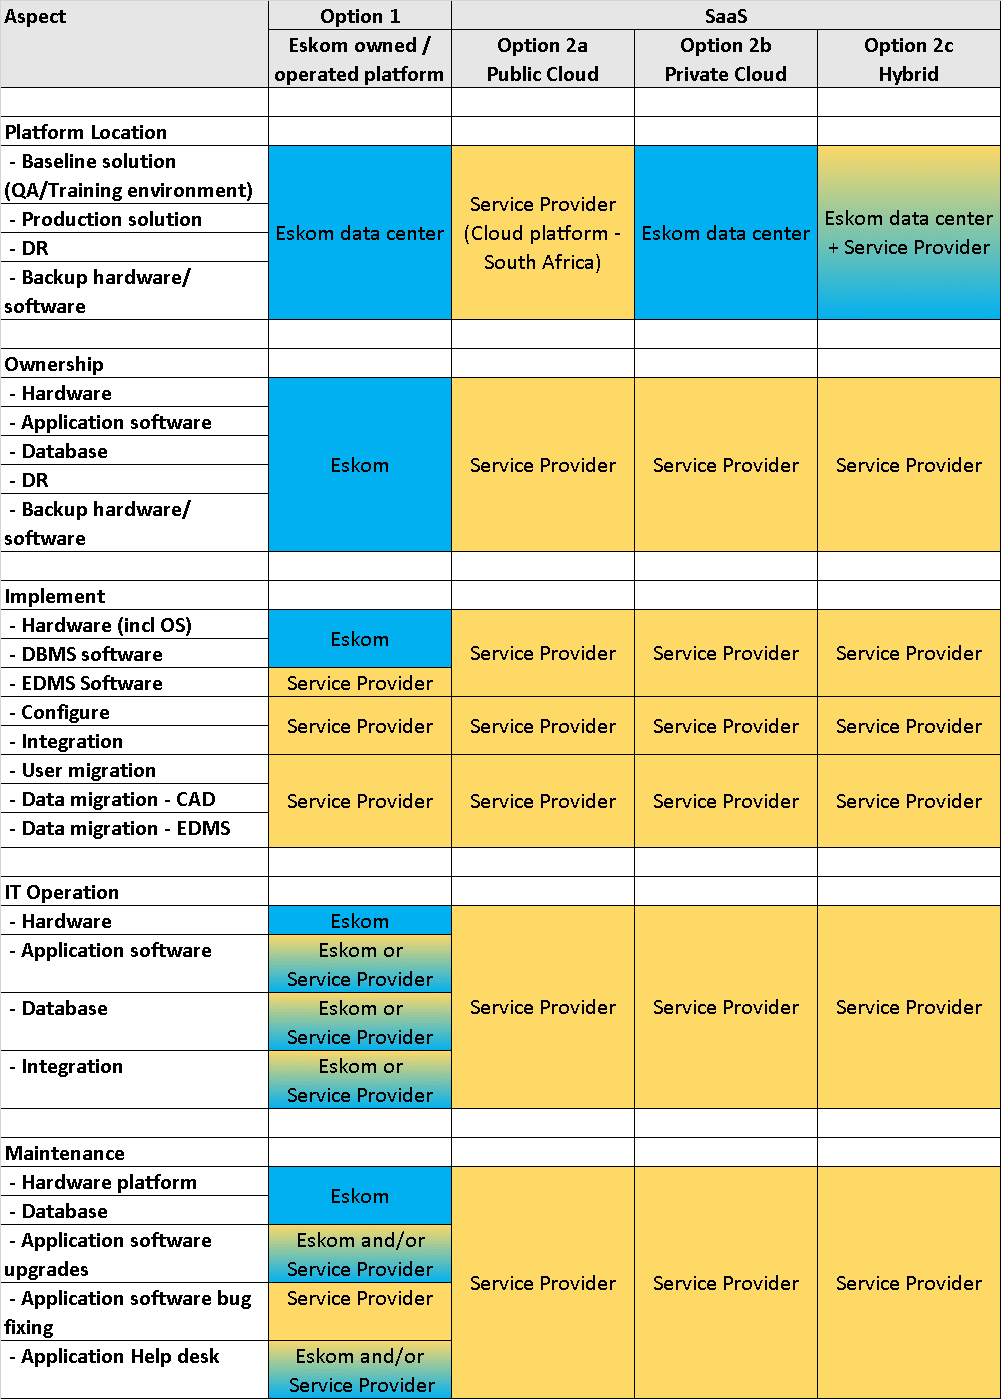 Aspect
Option 1
SaaS
Eskom owned /
operated platform
Option 2a
Public Cloud
Option 2b
Private Cloud
Option 2c
Hybrid
Platform Location
- Baseline solution
(QA/Training environment)
- Production solution
- DR
- Backup hardware/
software
Eskom data center
Service Provider
(Cloud platform -
South Africa)
Eskom data center
Eskom data center
+ Service Provider
Ownership
- Hardware
- Application software
- Database
- DR
- Backup hardware/
software
Eskom
Service Provider
Service Provider
Service Provider
Implement
- Hardware (incl OS)
- DBMS software
- EDMS Software
Eskom
Service Provider
Service Provider
Service Provider
Service Provider
- Configure
- Integration
Service Provider
Service Provider
Service Provider
Service Provider
- User migration
- Data migration - CAD
- Data migration - EDMS
Service Provider
Service Provider
Service Provider
Service Provider
IT Operation
- Hardware
Eskom
- Application software
Eskom or
Service Provider
- Database
Eskom or
Service Provider
- Integration
Eskom or
Service Provider
Service Provider
Service Provider
Service Provider
Maintenance
- Hardware platform
- Database
Eskom
- Application software
upgrades
Eskom and/or
Service Provider
- Application software bug
fixing
Service Provider
- Application Help desk
Eskom and/or
Service Provider
Service Provider
Service Provider
Service Provider